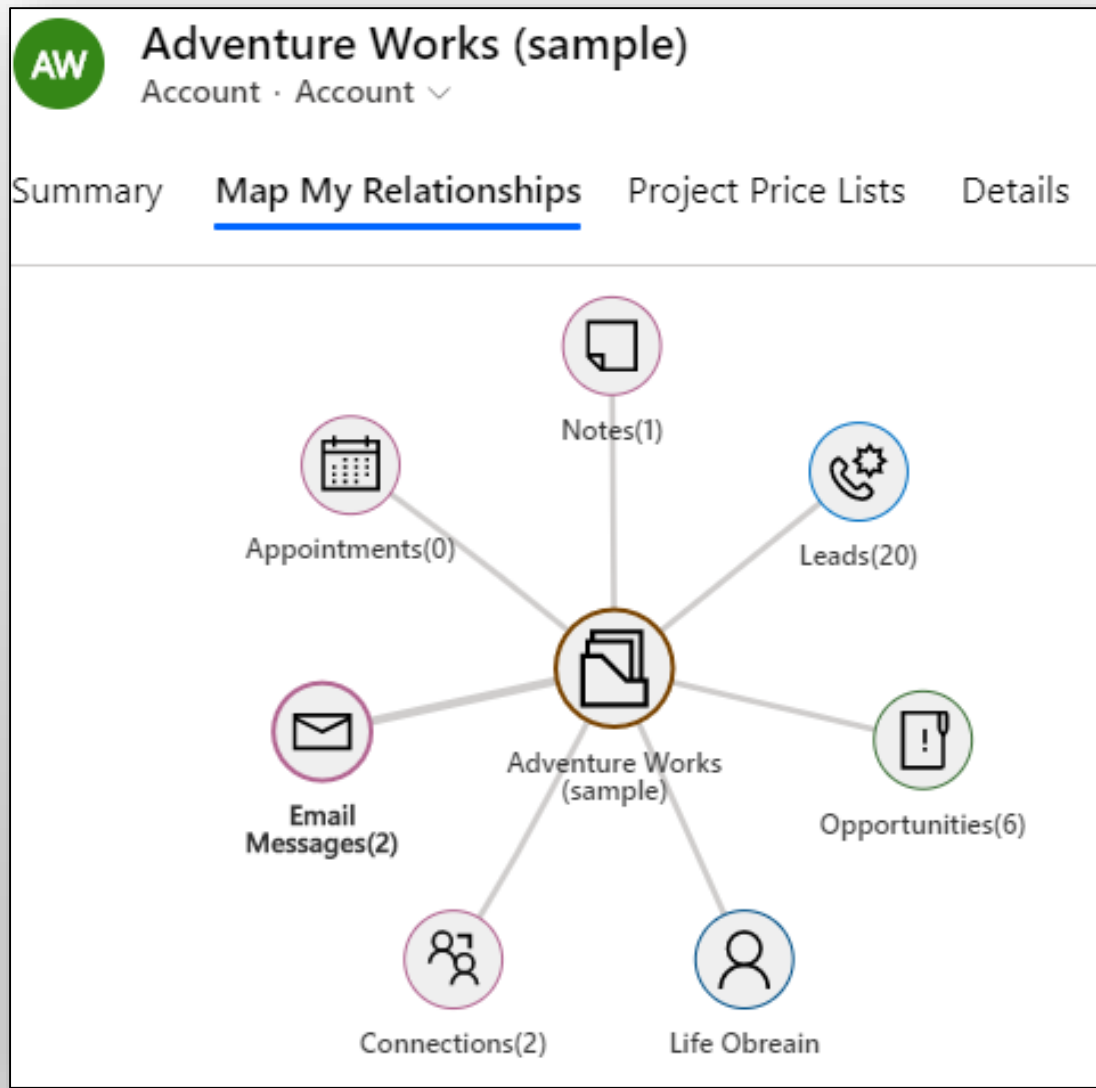 AW
Adventure Works (sample)
Account · Account
Summary Map My Relationships Project Price Lists Details
Notes(1)
Appointments(0)
Leads(20)
Adventure Works
(sample)
Email
Messages(2)
Opportunities(6)
Connections(2)
Life Obreain